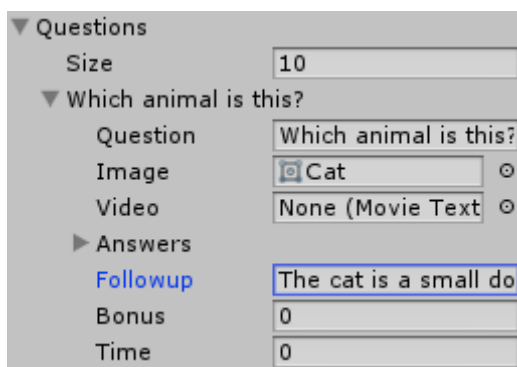 Questions
Size 10
Which animal is this?
Question Which animal is this?
Image Cat
Video None (Movie Text
Answers
Followup The cat is a small do
Bonus 0
Time 0